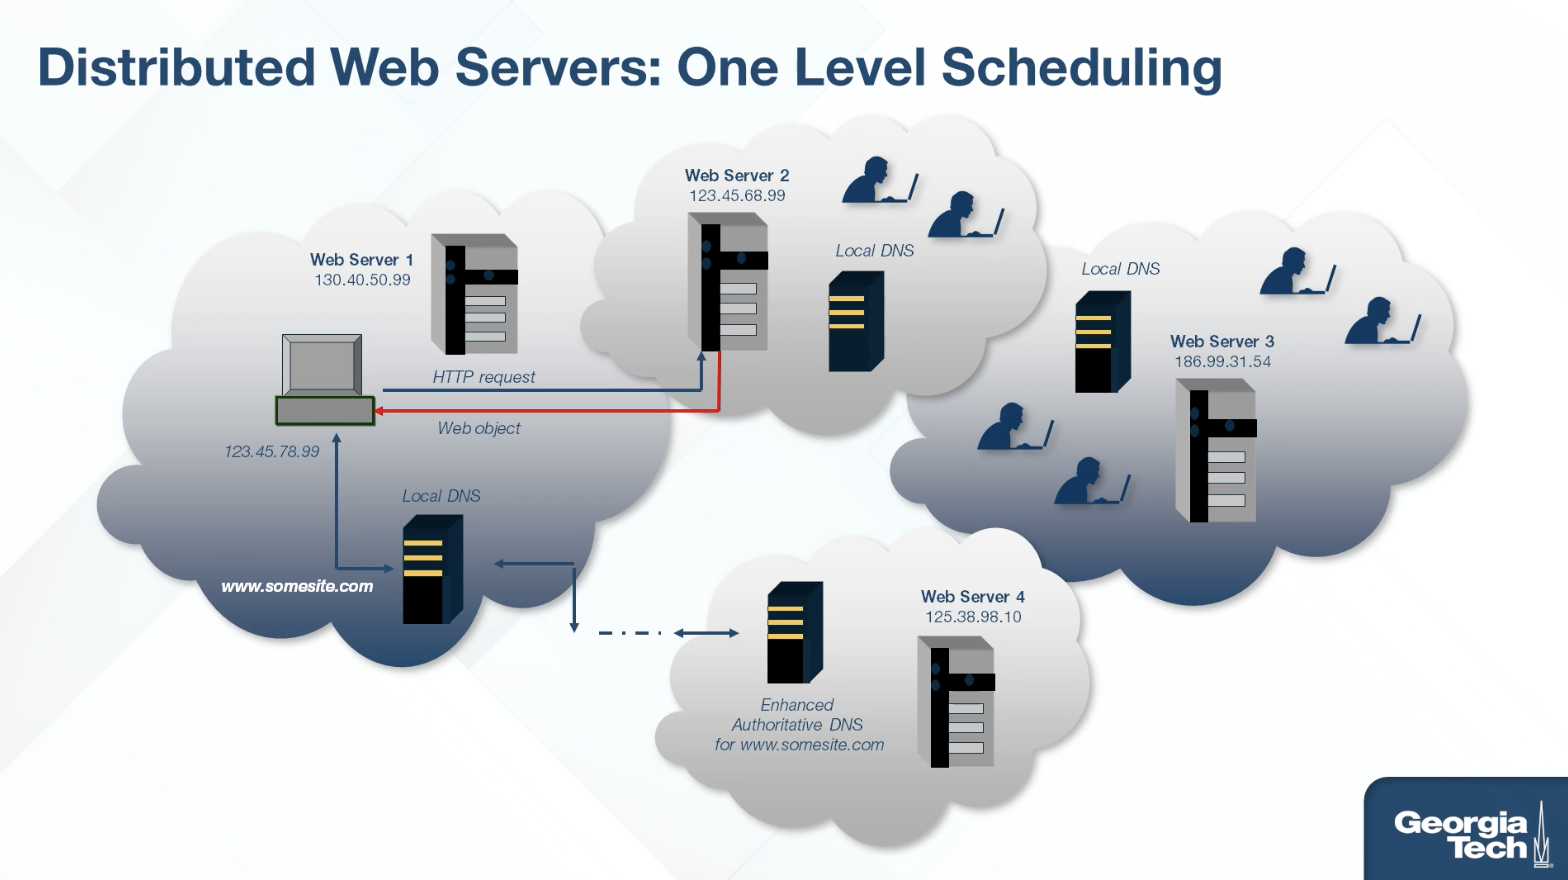 Distributed Web Servers: One Level Scheduling
Web Server 2
123.45.68.99
Local DNS
Web Server 1
130.40.50.99
Local DNS
Web Server 3
186.99.31.54
HTTP request
Web object
123.45.78.99
Local DNS
www.somesite.com
Web Server 4
125.38.98.10
Enhanced
Authoritative DNS
for www.somesite.com
Georgia
Tech